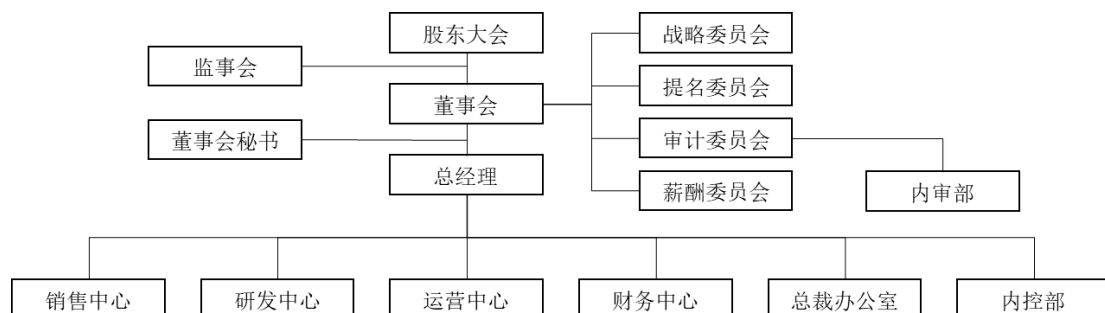 股东大会
战略委员会
监事会
提名委员会
董事会
董事会秘书
审计委员会
总经理
薪酬委员会
内审部
销售中心
研发中心
运营中心
财务中心
总裁办公室
内控部